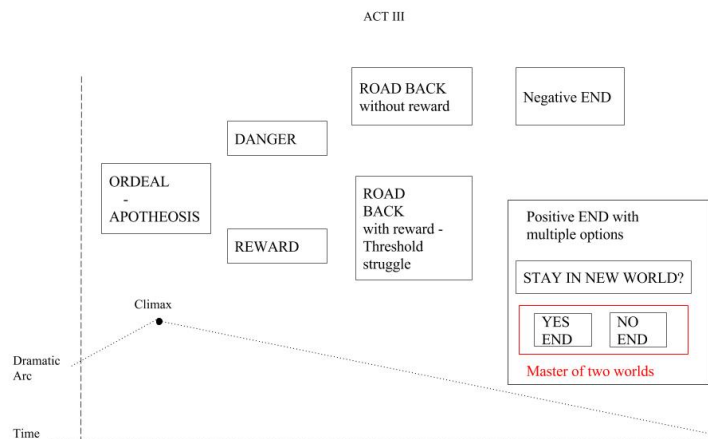 ACT III
ROAD BACK
without reward
Negative END
DANGER
ORDEAL
-
APOTHEOSIS
REWARD
ROAD
BACK
with reward -
Threshold
struggle
Positive END with
multiple options
STAY IN NEW WORLD?
YES
END
NO
END
Master of two worlds
Climax
Dramatic
Arc
Time